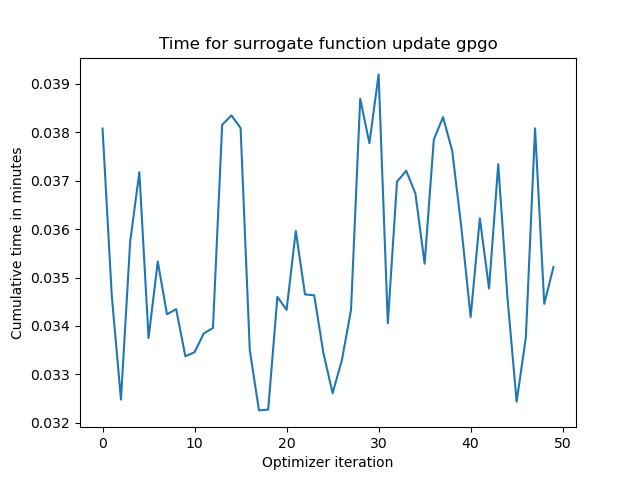 Time for surrogate function update gpgo
0.039
0.038
0.037
0.036
0.035
0.034
0.033
0.032
Cumulative time in minutes
0 10 20 30 40 50
Optimizer iteration